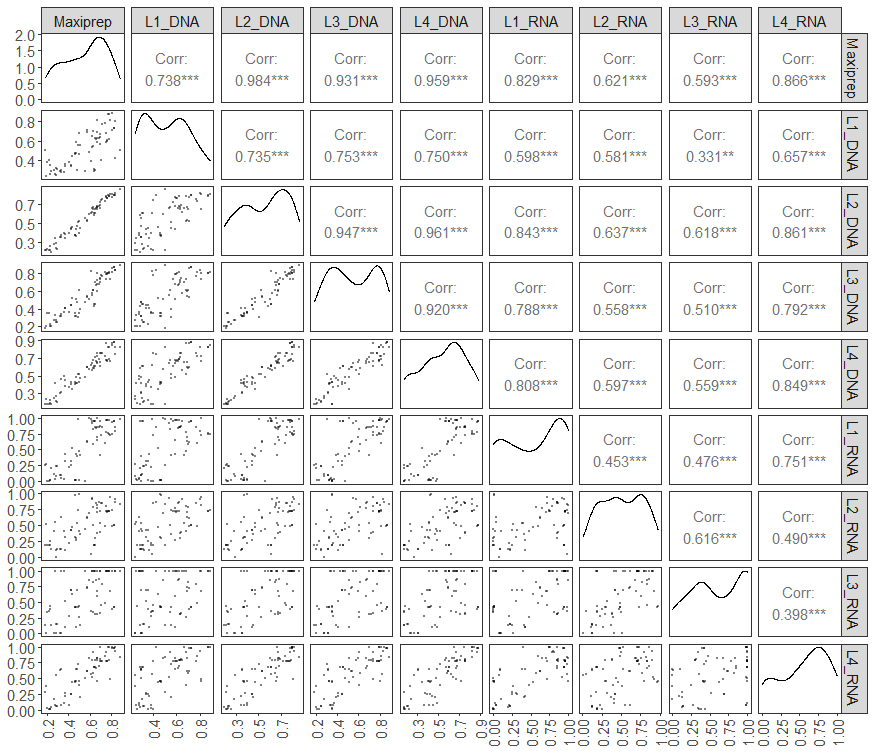 Maxiprep L1_DNA L2_DNA L3_DNA L4_DNA L1_RNA L2_RNA L3_RNA L4_RNA
2.0
1.5
1.0
0.5
0.0
Corr: Corr: Corr: Corr: Corr: Corr: Corr: Corr:
0.738*** 0.984*** 0.931*** 0.959*** 0.829*** 0.621*** 0.593*** 0.866***
Maxiprep
0.8
0.6
0.4
Corr: Corr: Corr: Corr: Corr: Corr: Corr:
0.735*** 0.753*** 0.750*** 0.598*** 0.581*** 0.331** 0.657***
L1_DNA
0.7
0.5
0.3
Corr: Corr: Corr: Corr: Corr: Corr:
0.947*** 0.961*** 0.843*** 0.637*** 0.618*** 0.861***
L2_DNA
0.8
0.6
0.4
0.2
Corr: Corr: Corr: Corr: Corr:
0.920*** 0.788*** 0.558*** 0.510*** 0.792***
L3_DNA
0.9
0.7
0.5
0.3
Corr: Corr: Corr: Corr:
0.808*** 0.597*** 0.559*** 0.849***
L4_DNA
1.00
0.75
0.50
0.25
0.00
Corr: Corr: Corr:
0.453*** 0.476*** 0.751***
L1_RNA
1.00
0.75
0.50
0.25
0.00
Corr: Corr:
0.616*** 0.490***
L2_RNA
1.00
0.75
0.50
0.25
0.00
Corr:
0.398***
L3_RNA
1.00
0.75
0.50
0.25
0.00
L4_RNA
0.2 0.4 0.6 0.8 0.4 0.6 0.8 0.3 0.5 0.7 0.2 0.4 0.6 0.8 0.3 0.5 0.7 0.9 0.00 0.25 0.50 0.75 1.00 0.00 0.25 0.50 0.75 1.00 0.00 0.25 0.50 0.75 1.00 0.00 0.25 0.50 0.75 1.00